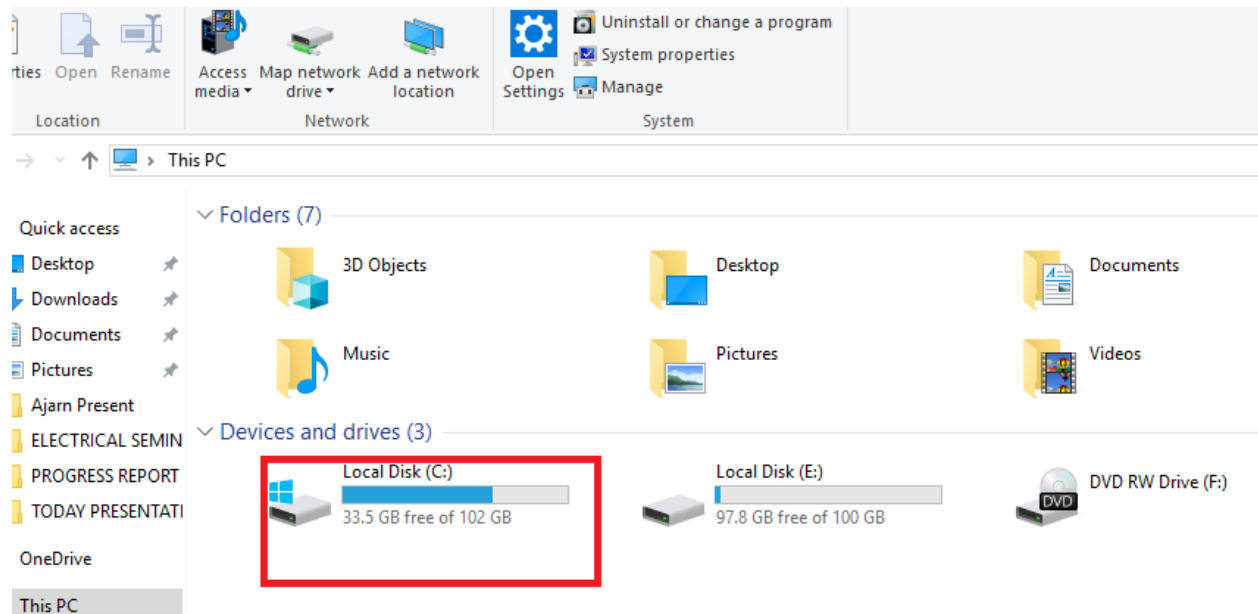 Uninstall or change a program
System properties
Manage
rties Open Rename
Access media
Map network drive
Add a network location
Open Settings
Location
Network
System
This PC
Quick access
Desktop
Downloads
Documents
Pictures
Ajarn Present
ELECTRICAL SEMIN
PROGRESS REPORT
TODAY PRESENTATI
OneDrive
This PC
Folders (7)
3D Objects
Desktop
Documents
Music
Pictures
Videos
Devices and drives (3)
Local Disk (C:)
33.5 GB free of 102 GB
Local Disk (E:)
97.8 GB free of 100 GB
DVD RW Drive (F:)
DVD